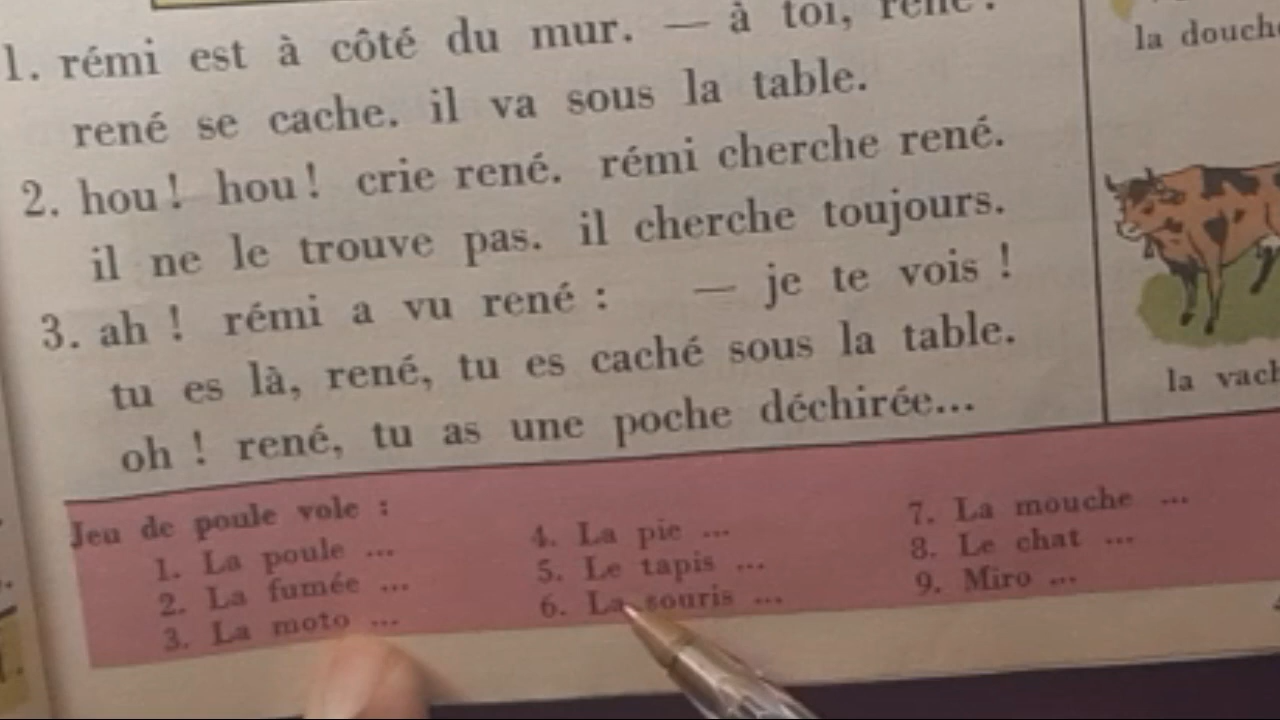 1. rémi est à côté du mur. — à toi, rené !
rené se cache. il va sous la table.
2. hou ! hou ! crie rené. rémi cherche rené.
il ne le trouve pas. il cherche toujours.
3. ah ! rémi a vu rené : — je te vois !
tu es là, rené, tu es caché sous la table.
oh ! rené, tu as une poche déchirée...
la douche
la vach
Jeu de poule vole :
1. La poule ...
2. La fumée ...
3. La moto ...
4. La pie ...
5. Le tapis ...
6. La souris ...
7. La mouche ...
8. Le chat ...
9. Miro ...